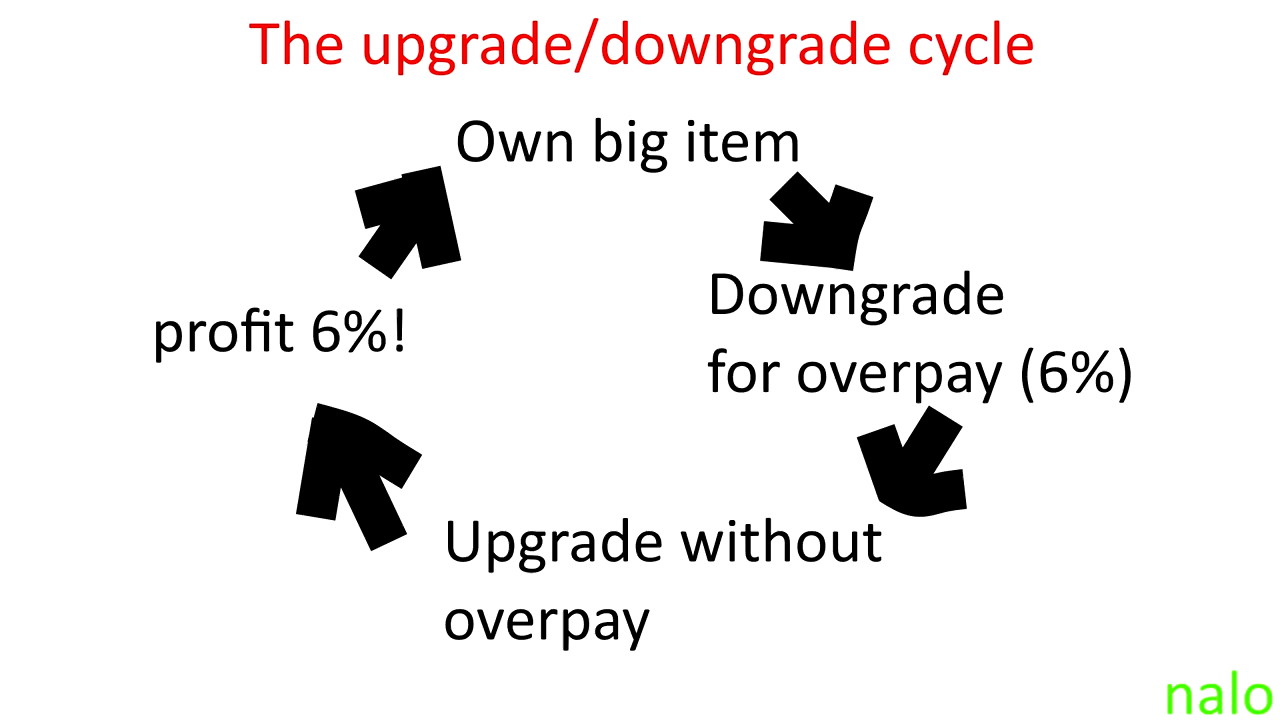 The upgrade/downgrade cycle
Own big item
Downgrade
for overpay (6%)
Upgrade without
overpay
profit 6%!
nalo